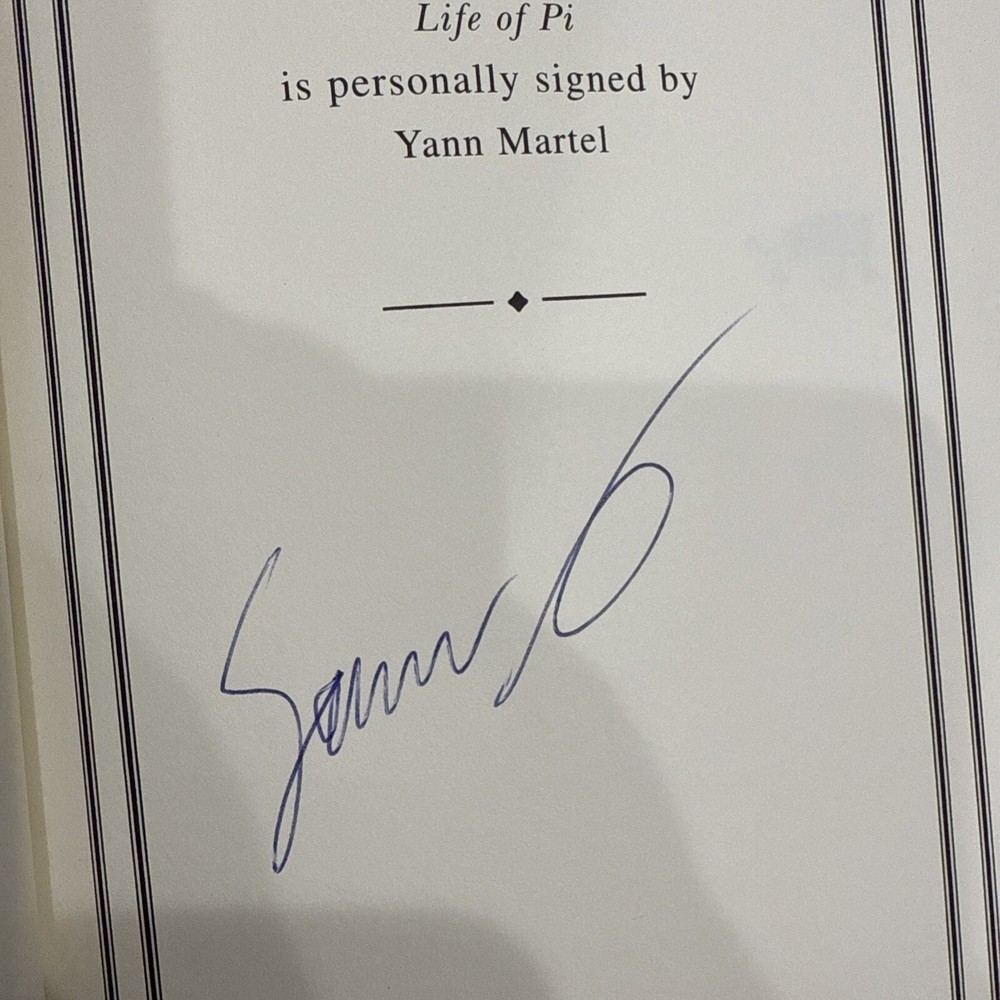 Life of Pi
is personally signed by
Yann Martel